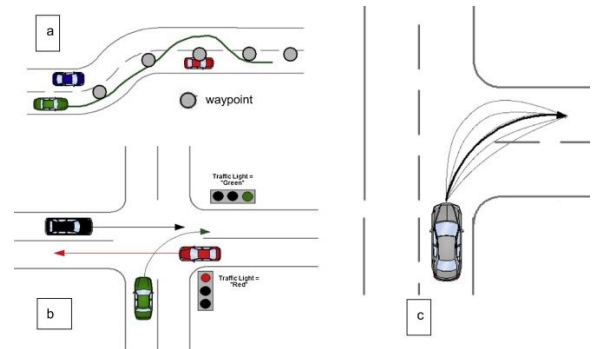 a
waypoint
Traffic Light =
"Green"
Traffic Light =
"Red"
b
c